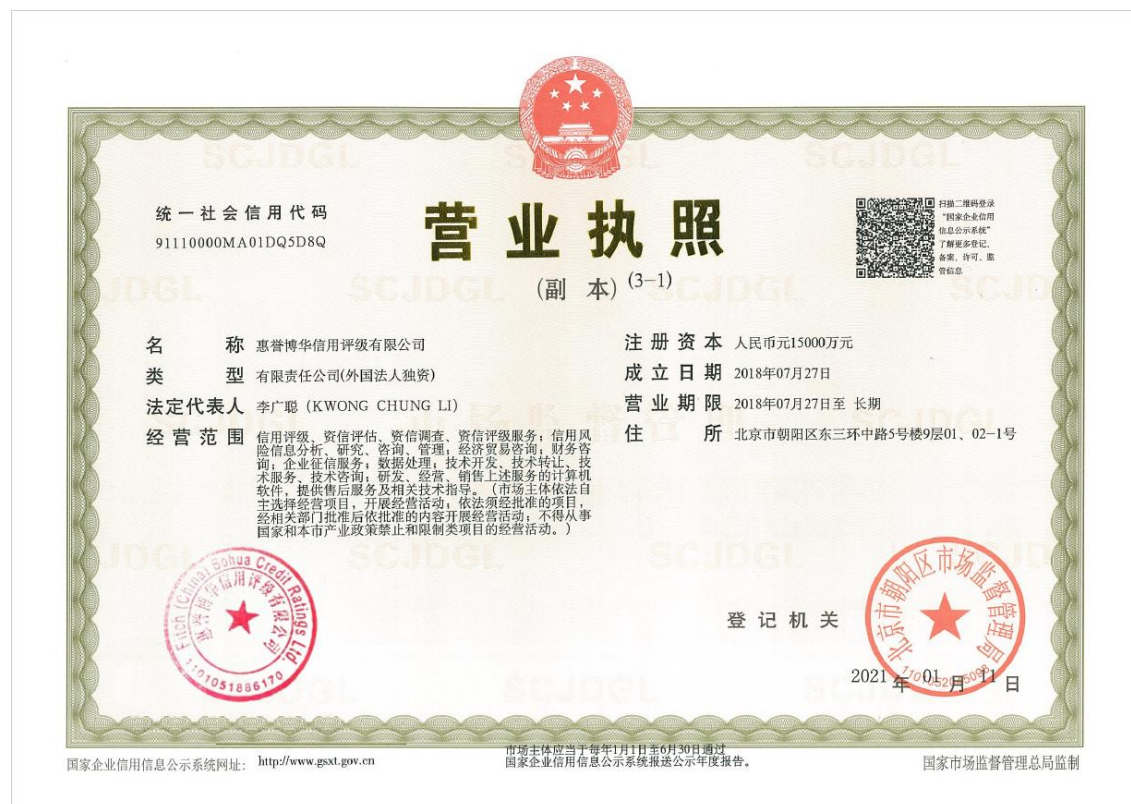 统一社会信用代码
91110000MA01DQ5D8Q
营业执照
(副 本) (3-1)
扫描二维码登录
“国家企业信用
信息公示系统”
了解更多登记、
备案、许可、监
管信息
名 称 惠誉博华信用评级有限公司
类 型 有限责任公司(外国法人独资)
法定代表人 李广聪（KWONG CHUNG LI）
经营范围 信用评级、资信评估、资信调查、资信评级服务；信用风
险信息分析、研究、咨询、管理；经济贸易咨询；财务咨
询；企业征信服务；数据处理；技术开发、技术转让、技
术服务、技术咨询；研发、经营、销售上述服务的计算机
软件，提供售后服务及相关技术指导。（市场主体依法自
主选择经营项目，开展经营活动；依法须经批准的项目，
经相关部门批准后依批准的内容开展经营活动；不得从事
国家和本市产业政策禁止和限制类项目的经营活动。）
注册资本 人民币元15000万元
成立日期 2018年07月27日
营业期限 2018年07月27日至 长期
住 所 北京市朝阳区东三环中路5号楼9层01、02-1号
Fitch (China) Bohua Credit Ratings Ltd.
惠誉博华信用评级有限公司
1101051886170
登记机关
北京市朝阳区市场监督管理局
2021 年 01 月 11 日
国家企业信用信息公示系统网址： http://www.gsxt.gov.cn
市场主体应当于每年1月1日至6月30日通过
国家企业信用信息公示系统报送公示年度报告。
国家市场监督管理总局监制
SCJDGL